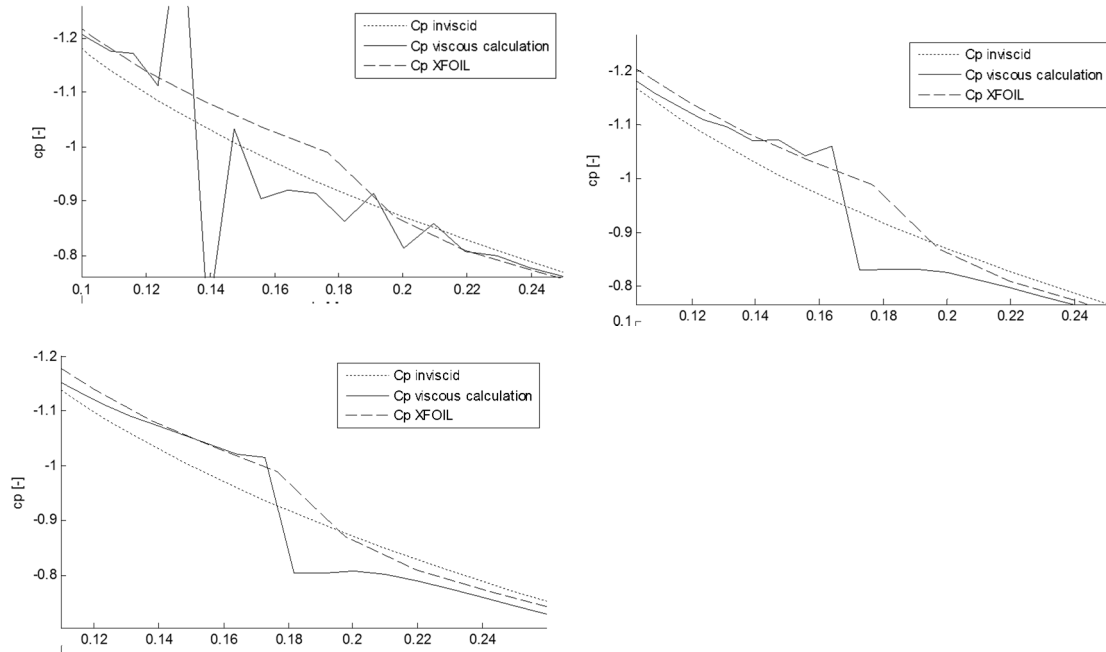 Cp inviscid
Cp viscous calculation
Cp XFOIL
-1.2
-1.1
-1
-0.9
-0.8
cp [-]
0.1 0.12 0.14 0.16 0.18 0.2 0.22 0.24
Cp inviscid
Cp viscous calculation
Cp XFOIL
-1.2
-1.1
-1
-0.9
-0.8
cp [-]
0.12 0.14 0.16 0.18 0.2 0.22 0.24
0.1
Cp inviscid
Cp viscous calculation
Cp XFOIL
-1.2
-1.1
-1
-0.9
-0.8
cp [-]
0.12 0.14 0.16 0.18 0.2 0.22 0.24